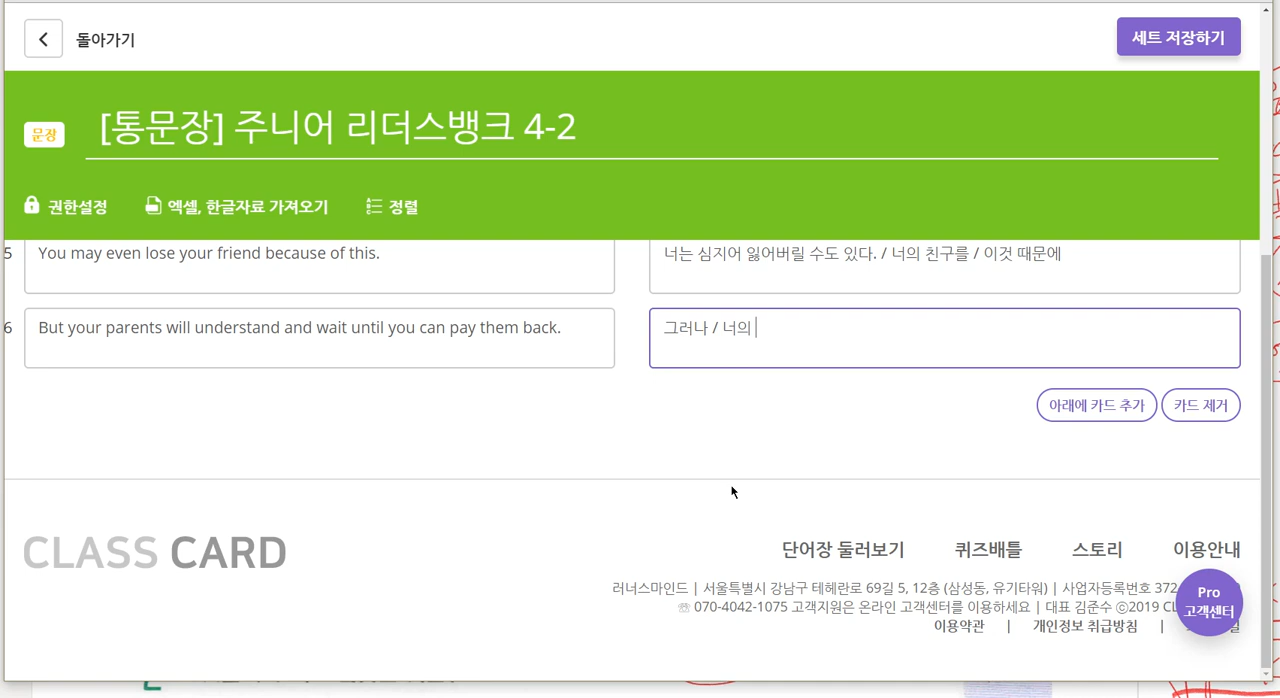 돌아가기
세트 저장하기
문장 [통문장] 주니어 리더스뱅크 4-2
권한설정 엑셀, 한글자료 가져오기 정렬
5 You may even lose your friend because of this. 너는 심지어 잃어버릴 수도 있다. / 너의 친구를 / 이것 때문에
6 But your parents will understand and wait until you can pay them back. 그러나 / 너의
아래에 카드 추가 카드 제거
CLASS CARD
단어장 둘러보기 퀴즈배틀 스토리 이용안내
러너스마인드 | 서울특별시 강남구 테헤란로 69길 5, 12층 (삼성동, 유기타워) | 사업자등록번호 372
☏ 070-4042-1075 고객지원은 온라인 고객센터를 이용하세요 | 대표 김준수 ⓒ2019 CL
이용약관 | 개인정보 취급방침 |
Pro
고객센터